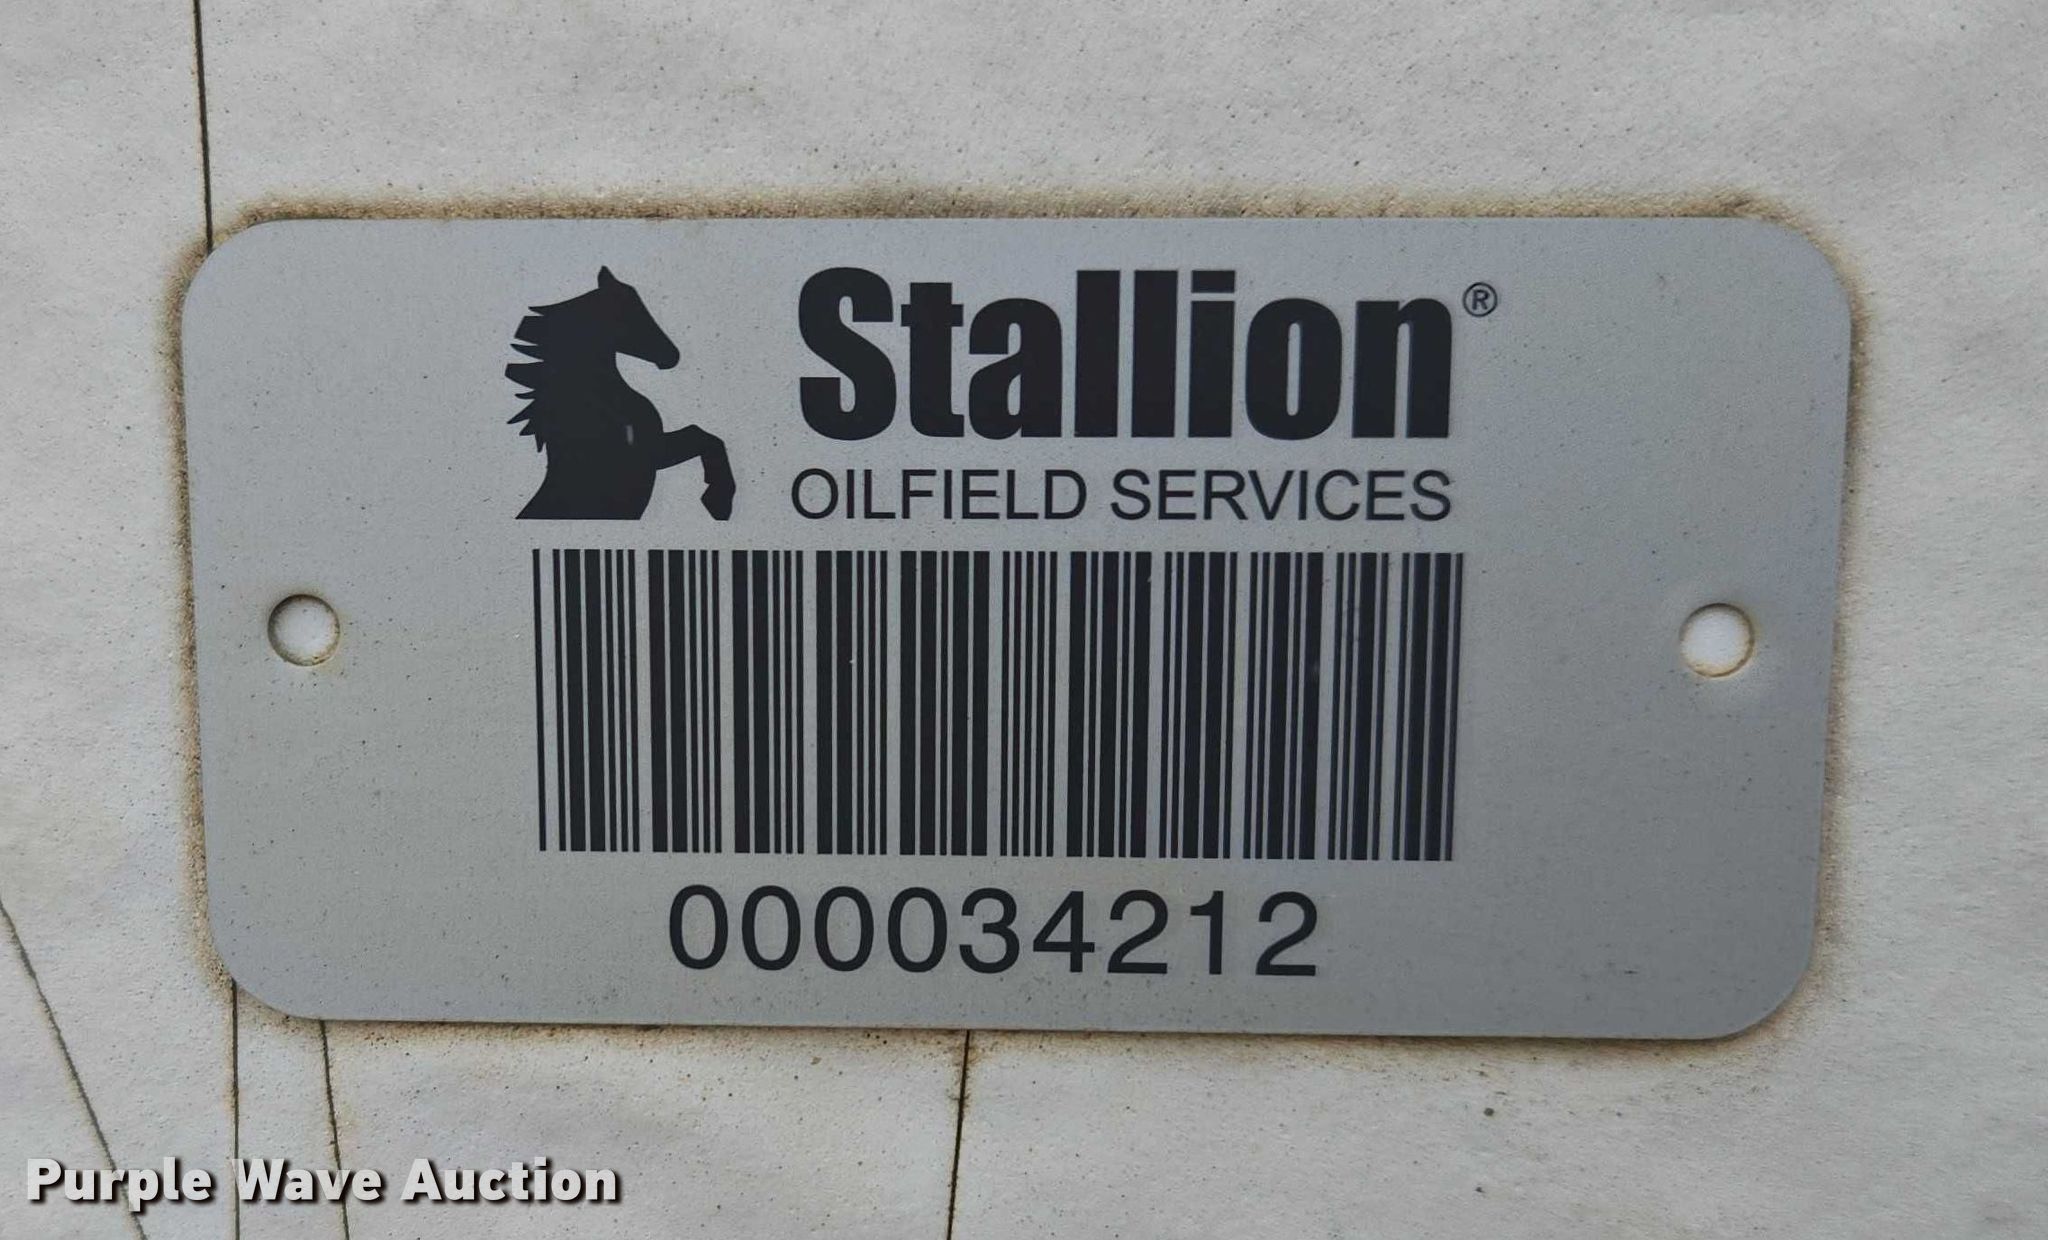 Stallion®
OILFIELD SERVICES
000034212
Purple Wave Auction